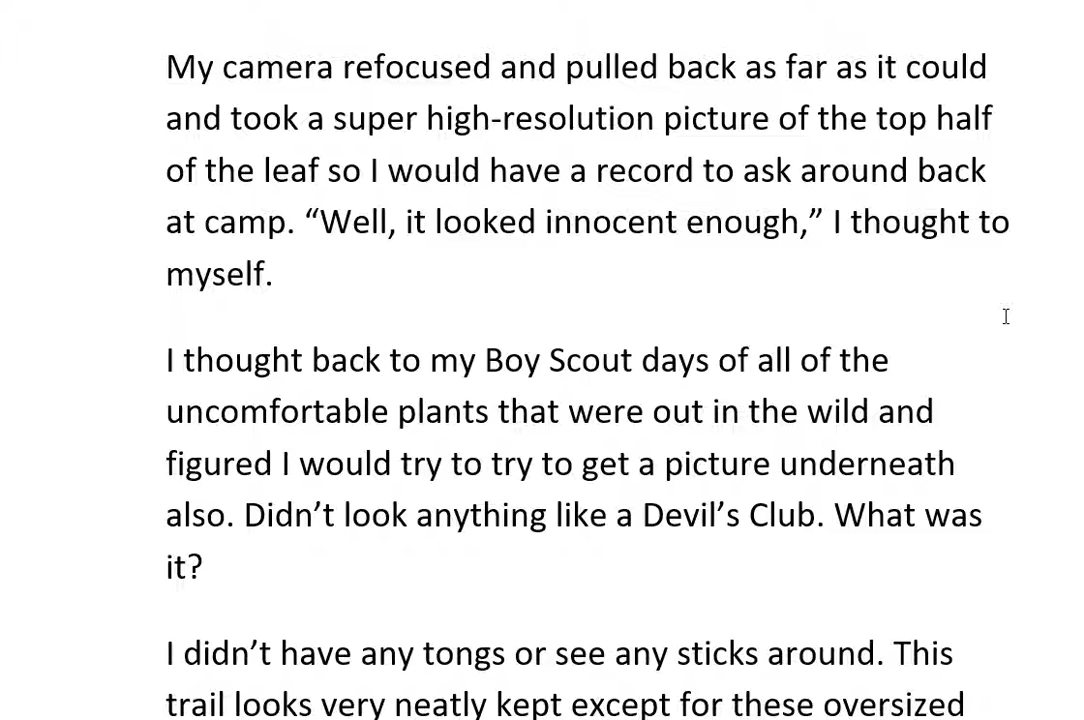 My camera refocused and pulled back as far as it could
and took a super high-resolution picture of the top half
of the leaf so I would have a record to ask around back
at camp. “Well, it looked innocent enough,” I thought to
myself.
I thought back to my Boy Scout days of all of the
uncomfortable plants that were out in the wild and
figured I would try to try to get a picture underneath
also. Didn’t look anything like a Devil’s Club. What was
it?
I didn’t have any tongs or see any sticks around. This
trail looks very neatly kept except for these oversized